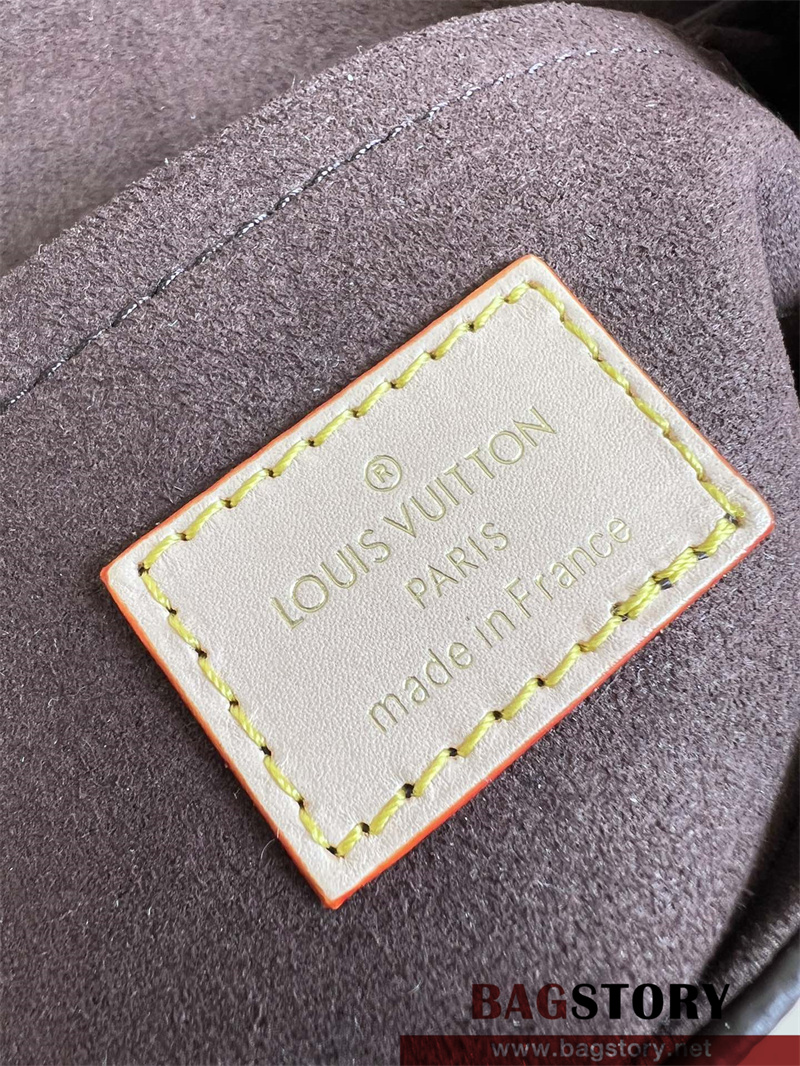 ®
LOUIS VUITTON
PARIS
made in France
BAGSTORY
www.bagstory.net